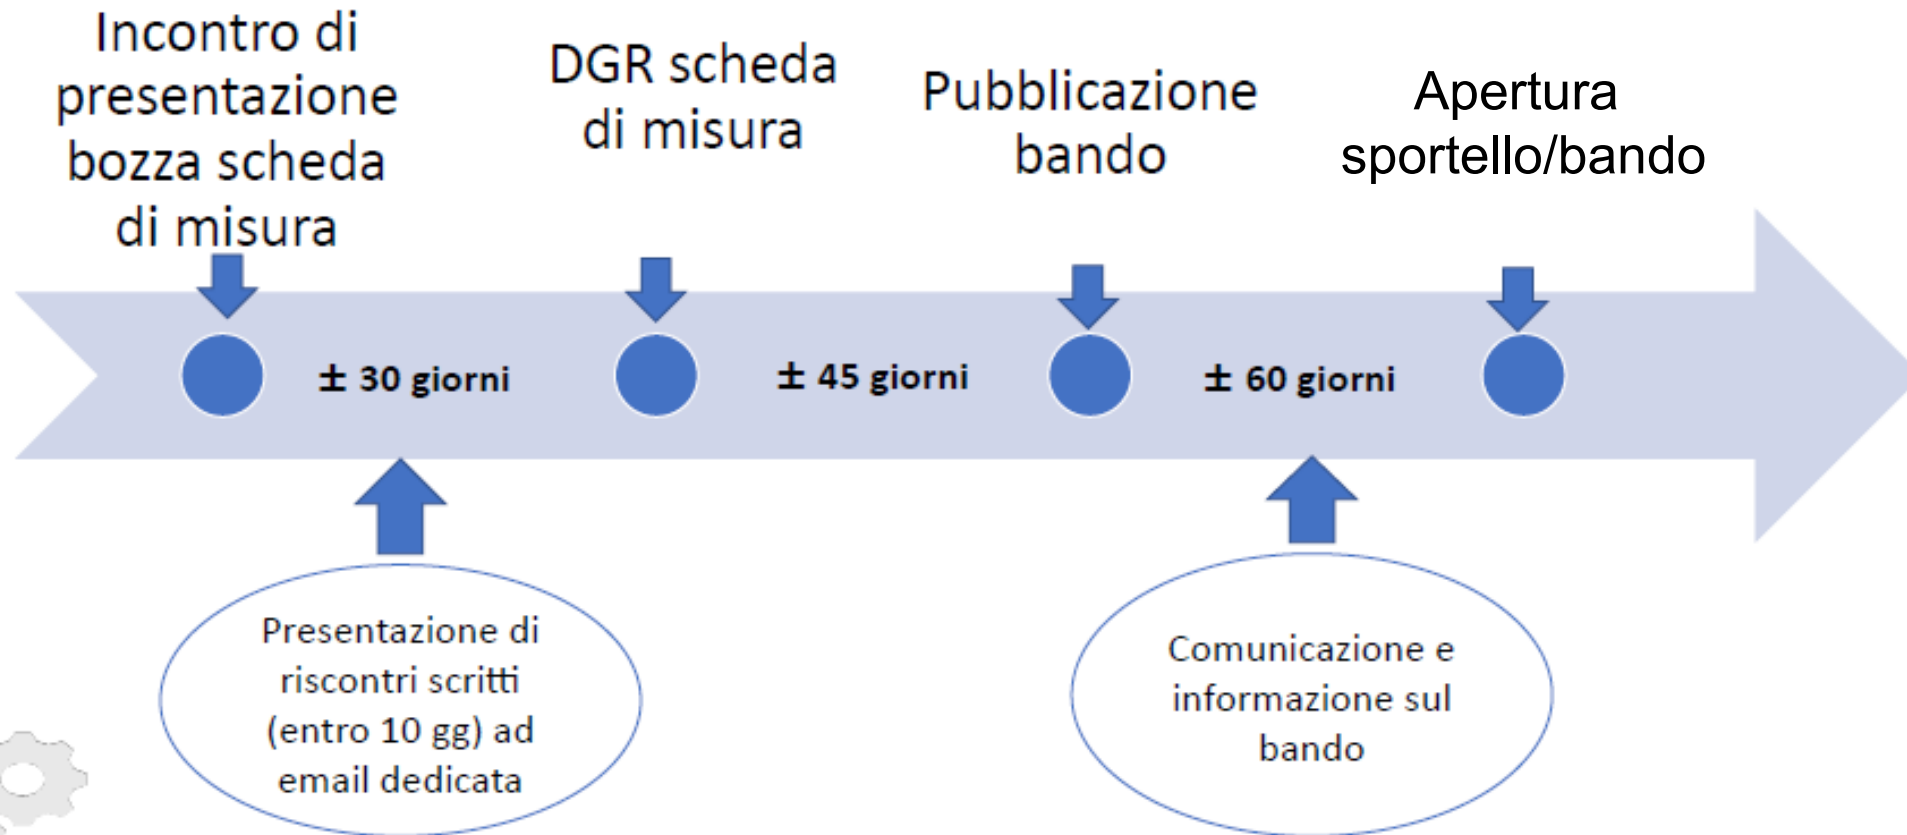 Incontro di
presentazione
bozza scheda
di misura
DGR scheda
di misura
Pubblicazione
bando
Apertura
sportello/bando
± 30 giorni
± 45 giorni
± 60 giorni
Presentazione di
riscontri scritti
(entro 10 gg) ad
email dedicata
Comunicazione e
informazione sul
bando